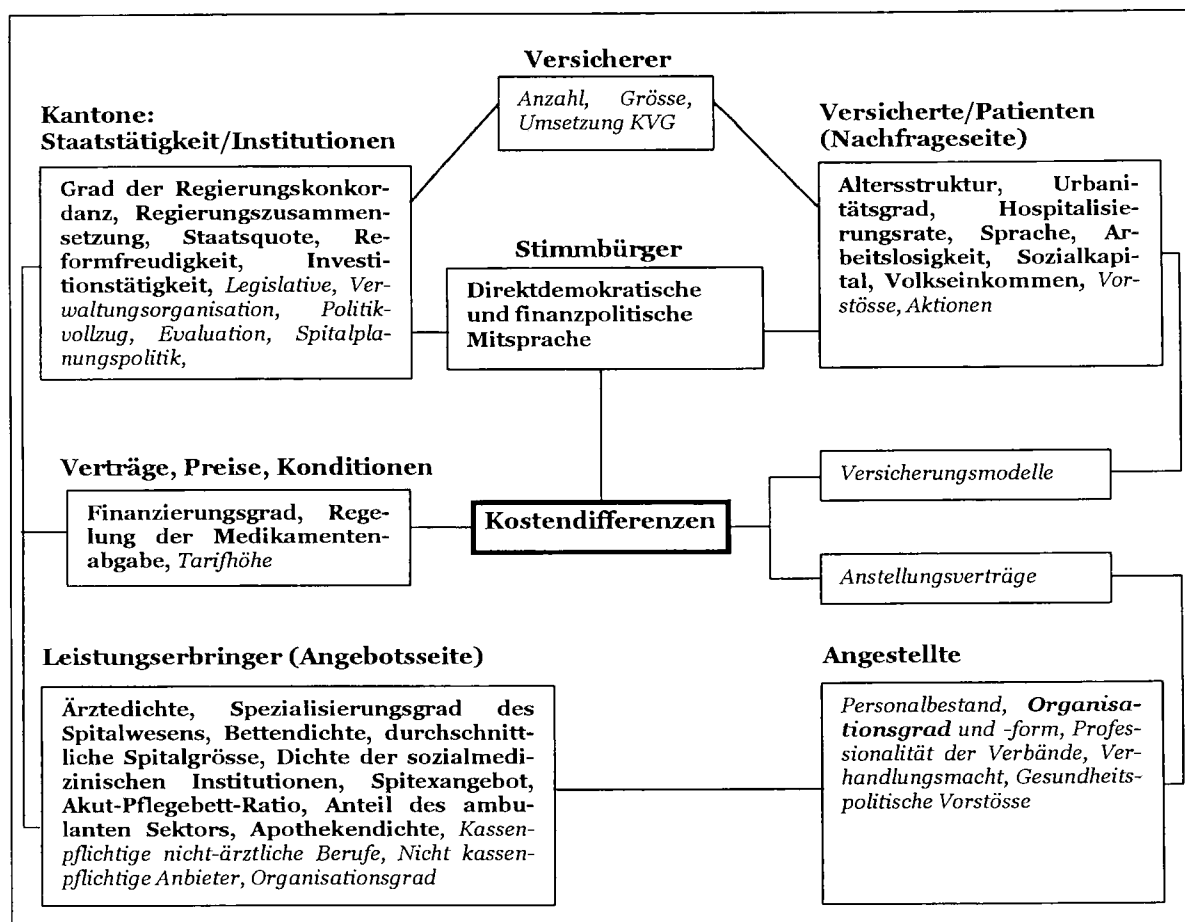 Versicherer
Anzahl, Grösse,
Umsetzung KVG
Kantone:
Staatstätigkeit/Institutionen
Grad der Regierungskonkor-
danz, Regierungszusammen-
setzung, Staatsquote, Re-
formfreudigkeit, Investi-
tionstätigkeit, Legislative, Ver-
waltungsorganisation, Politik-
vollzug, Evaluation, Spitalpla-
nungspolitik,
Versicherte/Patienten
(Nachfrageseite)
Altersstruktur, Urbani-
tätsgrad, Hospitalisie-
rungsrate, Sprache, Ar-
beitslosigkeit, Sozialkapi-
tal, Volkseinkommen, Vor-
stösse, Aktionen
Stimmbürger
Direktdemokratische
und finanzpolitische
Mitsprache
Verträge, Preise, Konditionen
Finanzierungsgrad, Rege-
lung der Medikamenten-
abgabe, Tarifhöhe
Kostendifferenzen
Versicherungsmodelle
Anstellungsverträge
Leistungserbringer (Angebotsseite)
Ärztedichte, Spezialisierungsgrad des
Spitalwesens, Bettendichte, durchschnitt-
liche Spitalgrösse, Dichte der sozialmedi-
zinischen Institutionen, Spitexangebot,
Akut-Pflegebett-Ratio, Anteil des ambu-
lanten Sektors, Apothekendichte, Kassen-
pflichtige nicht-ärztliche Berufe, Nicht kassen-
pflichtige Anbieter, Organisationsgrad
Angestellte
Personalbestand, Organisa-
tionsgrad und -form, Profes-
sionalität der Verbände, Ver-
handlungsmacht, Gesundheits-
politische Vorstösse